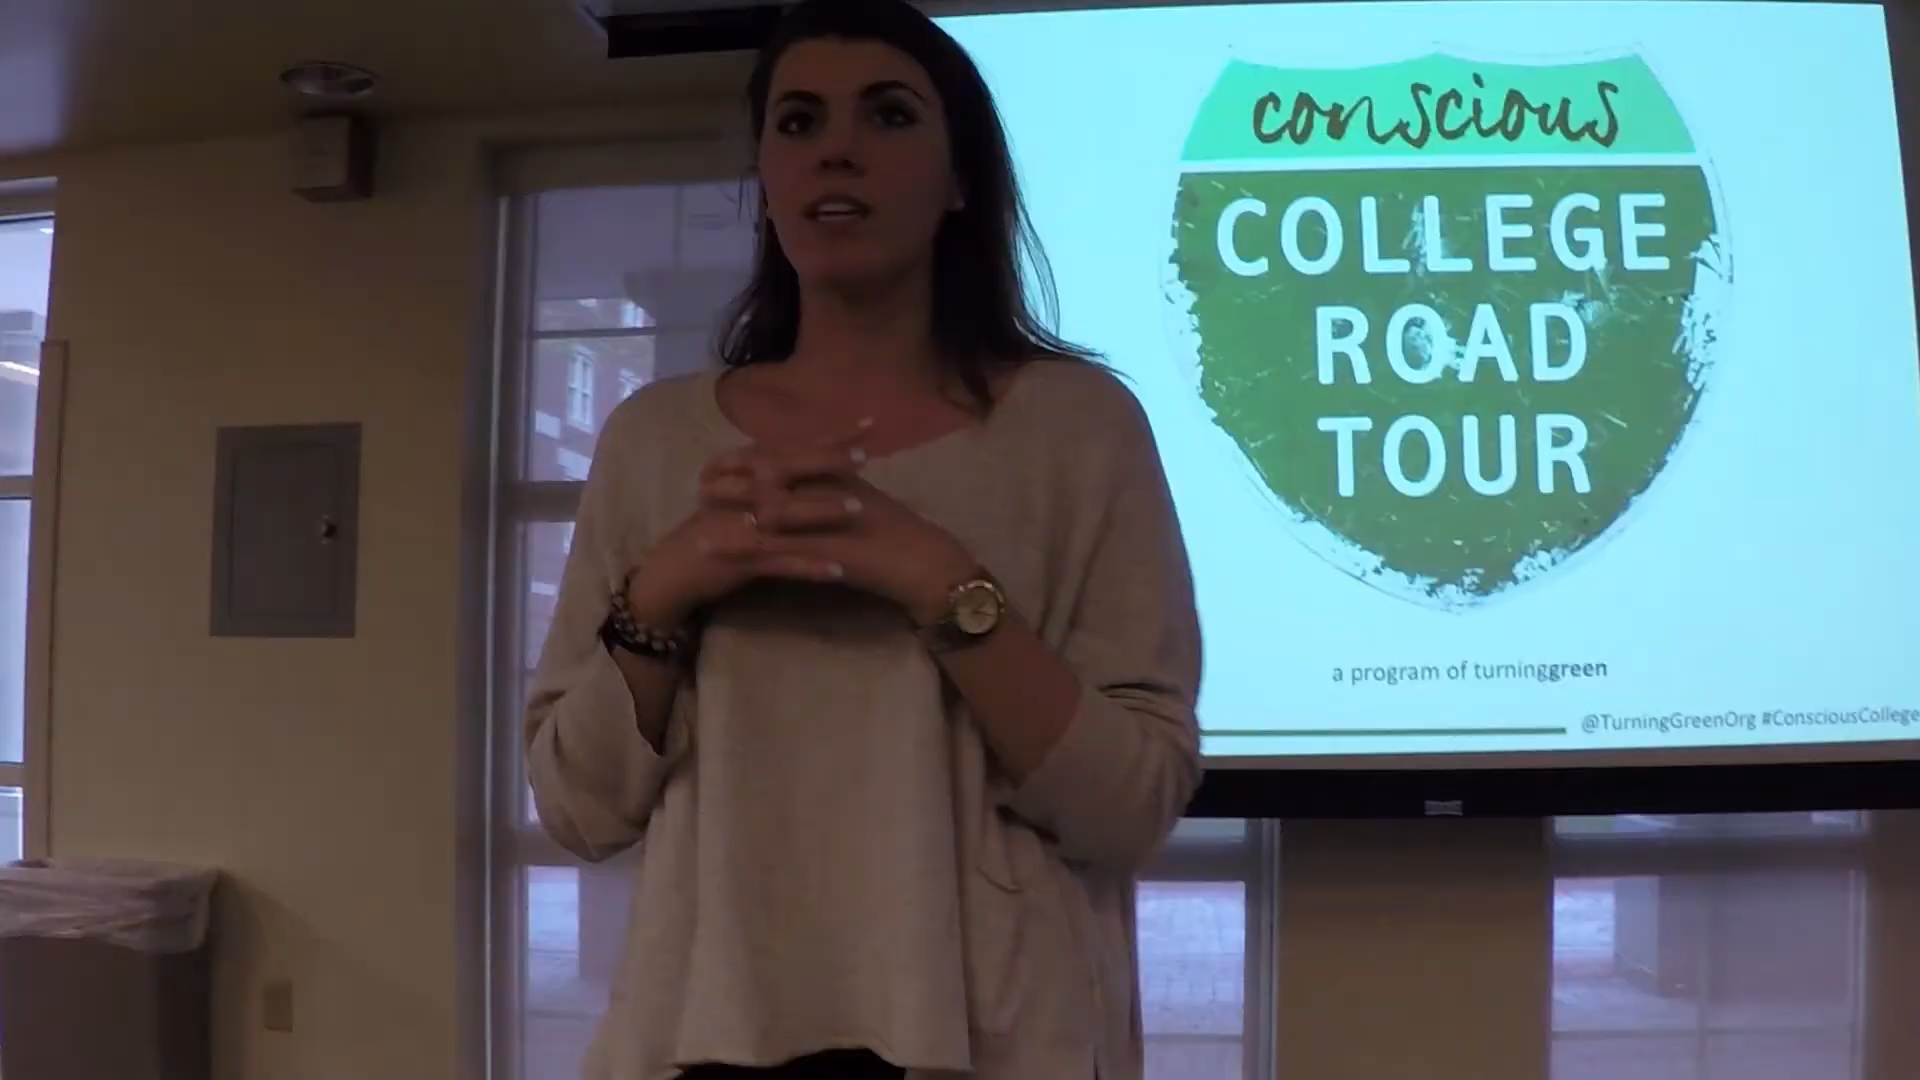 conscious
COLLEGE
ROAD
TOUR
a program of turninggreen
@TurningGreenOrg #ConsciousCollege